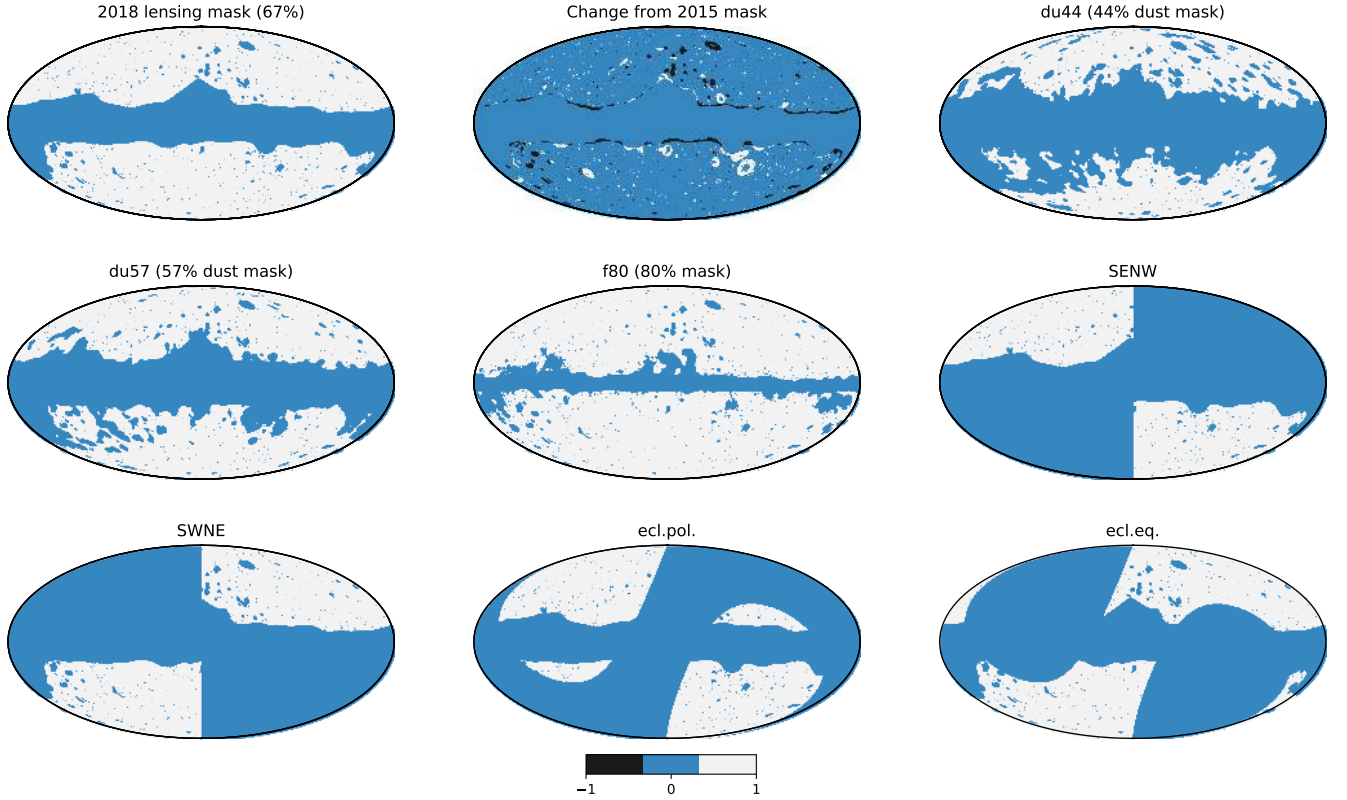 2018 lensing mask (67%)
Change from 2015 mask
du44 (44% dust mask)
du57 (57% dust mask)
f80 (80% mask)
SENW
SWNE
ecl.pol.
ecl.eq.
−1 0 1